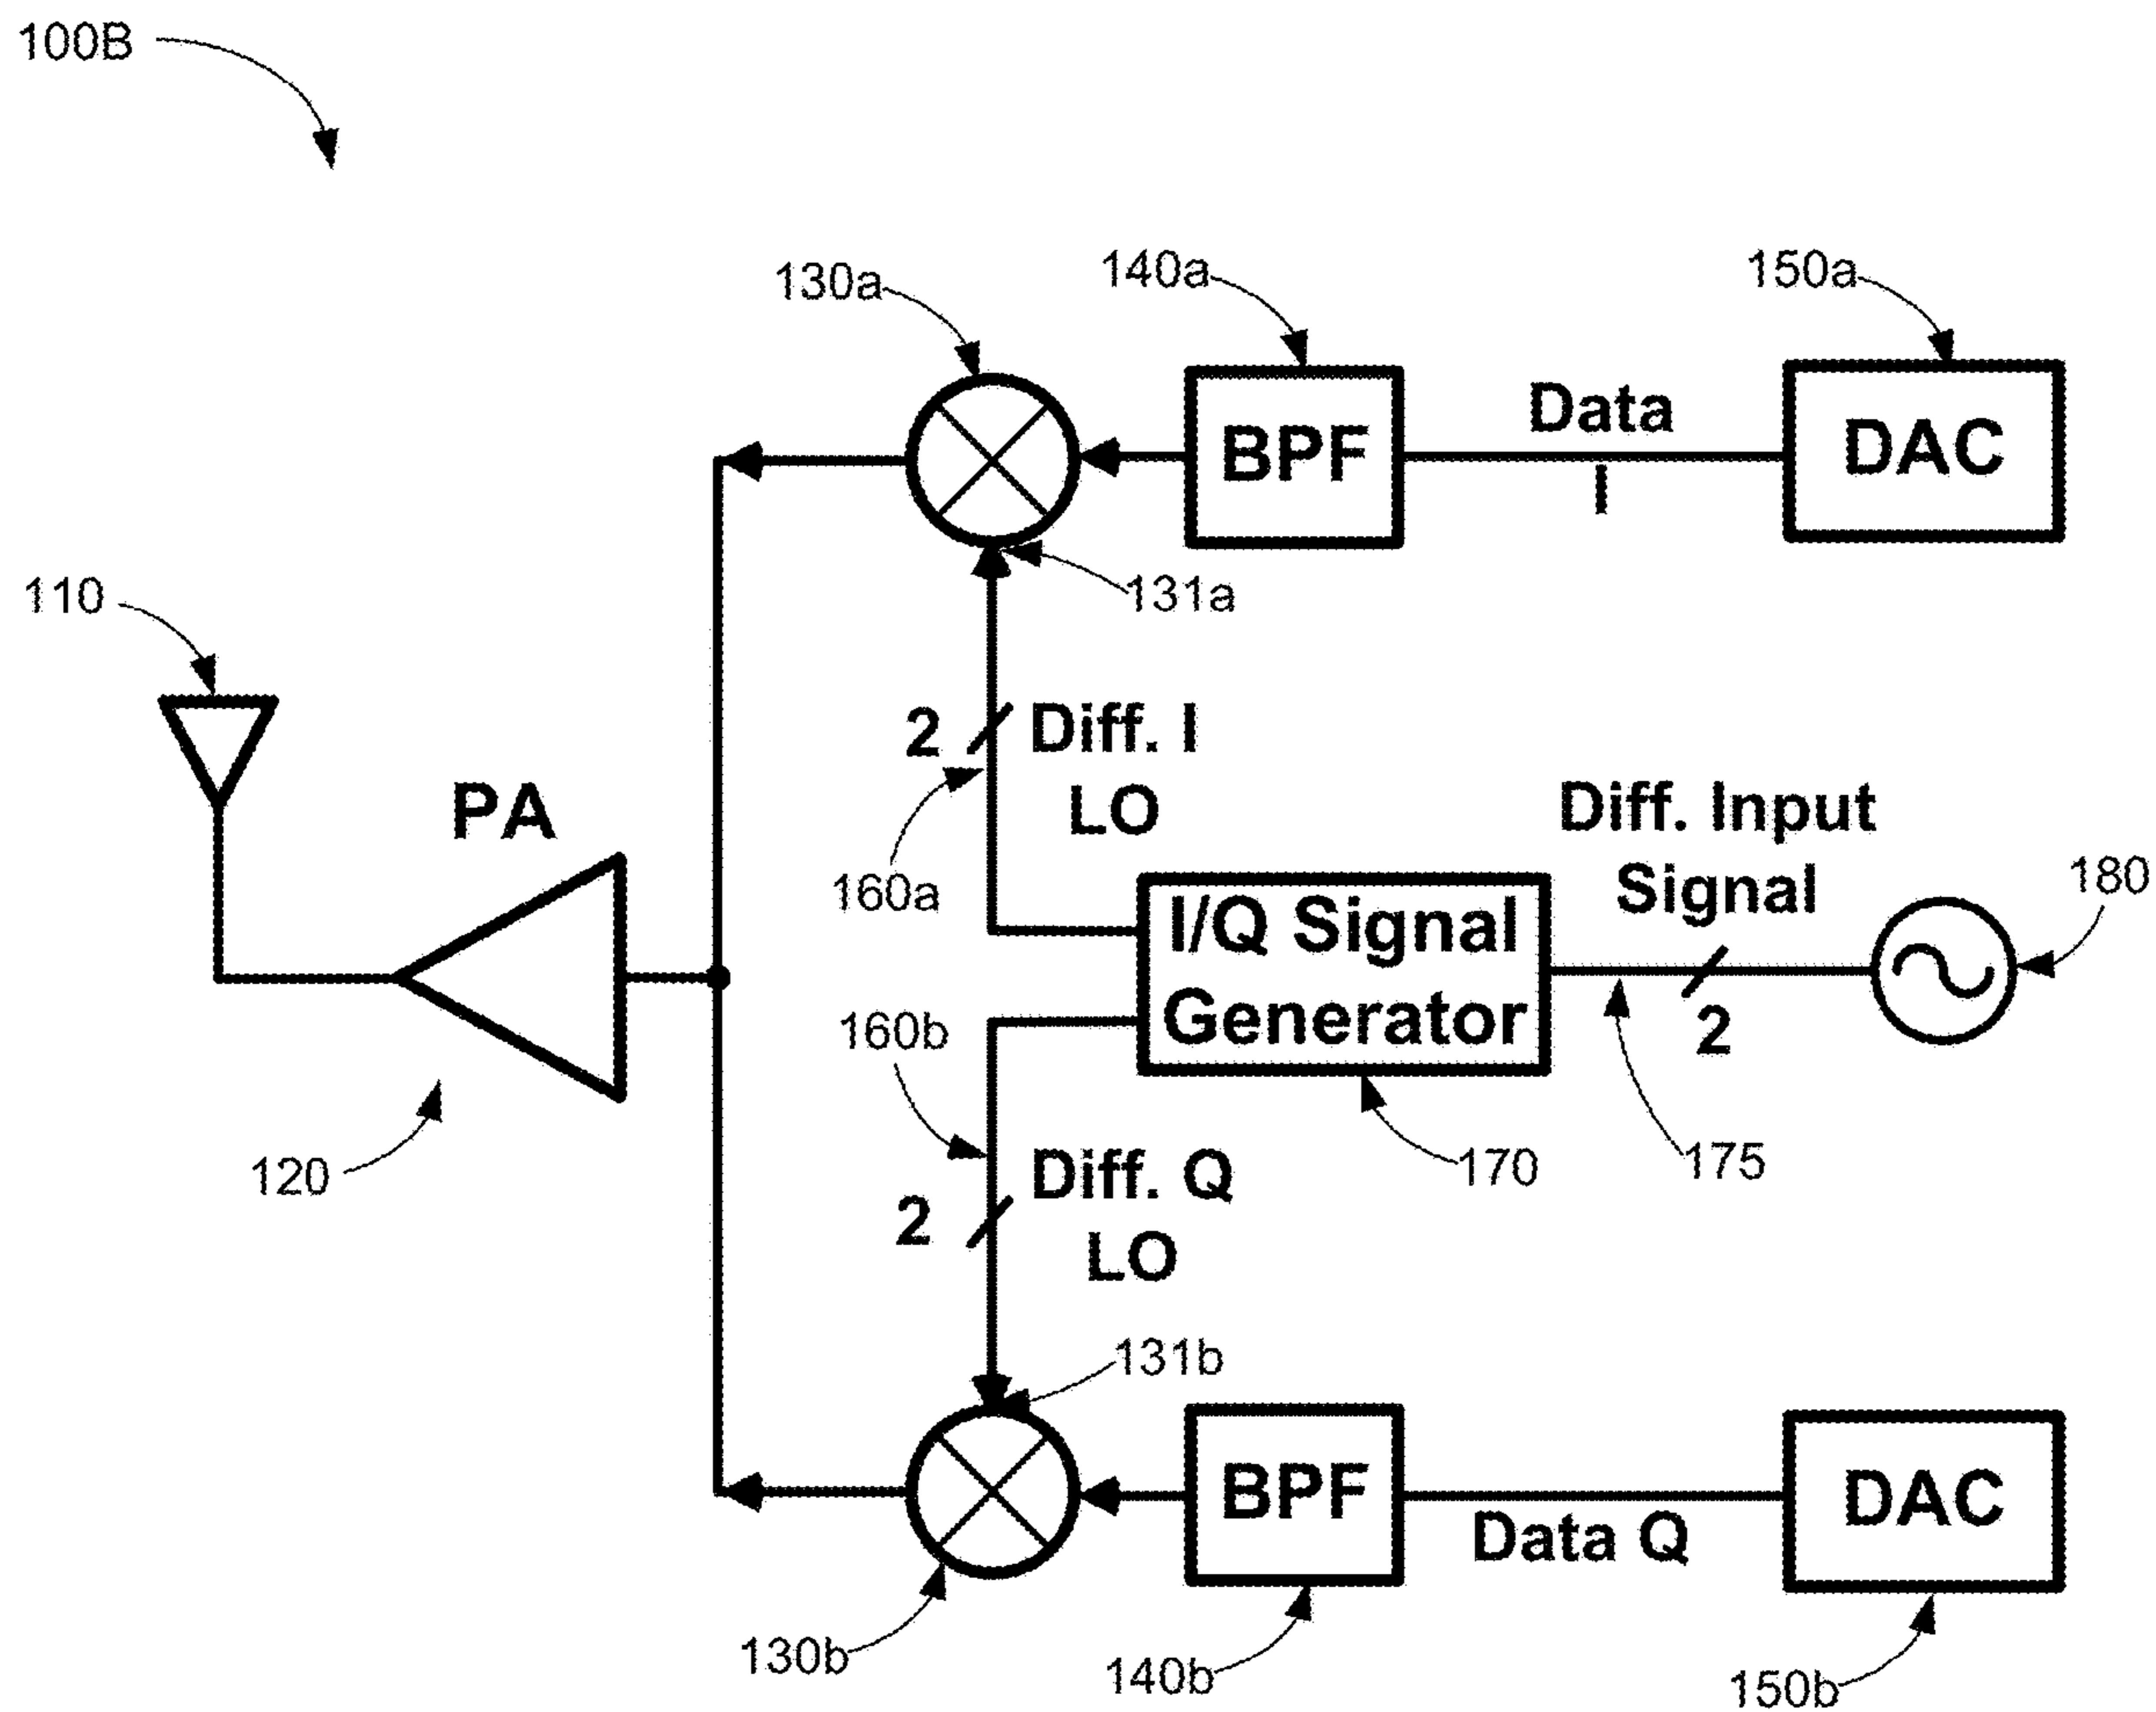 100B
130a
140a
150a
BPF
Data
I
DAC
131a
110
2
Diff. I
LO
160a
PA
Diff. Input
Signal
180
I/Q Signal
Generator
2
160b
120
170
175
2
Diff. Q
LO
131b
BPF
Data Q
DAC
130b
140b
150b